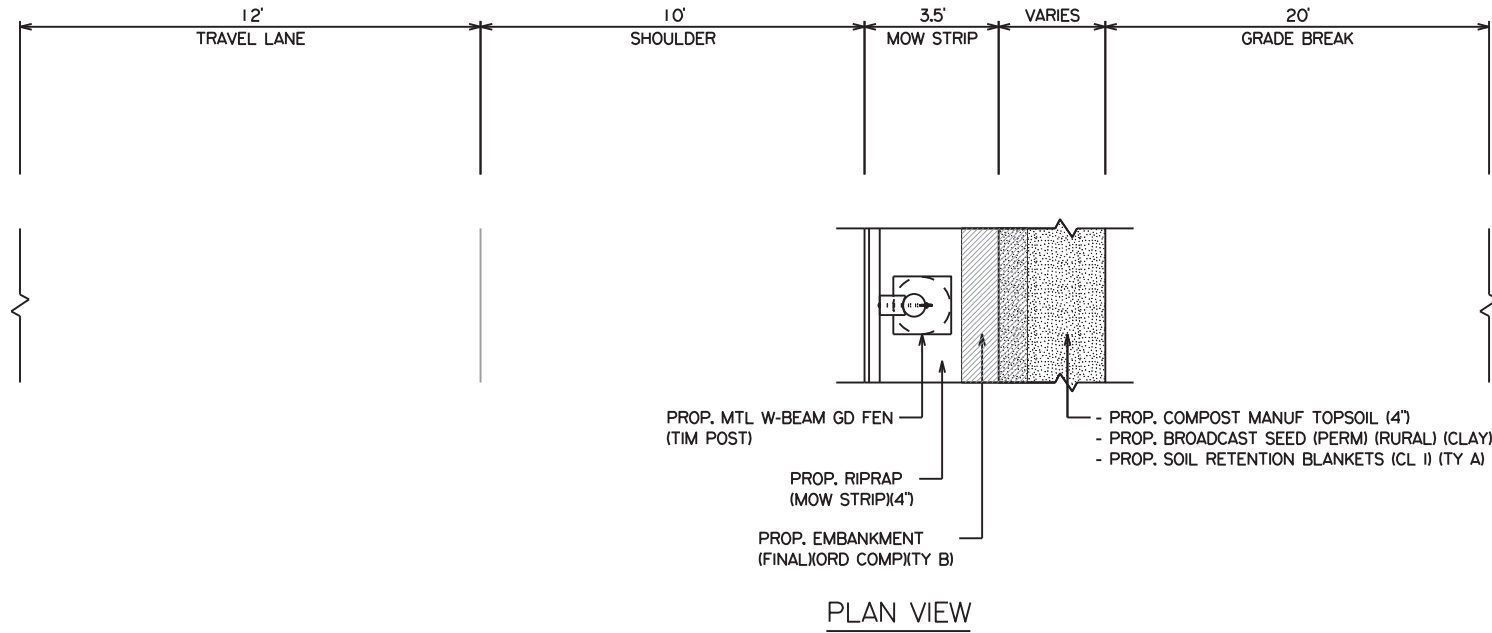 12' 10' 3.5' VARIES 20'
TRAVEL LANE SHOULDER MOW STRIP GRADE BREAK
PROP. MTL W-BEAM GD FEN
(TIM POST)
PROP. RIPRAP
(MOW STRIP)(4")
PROP. EMBANKMENT
(FINAL)(ORD COMP)(TY B)
- PROP. COMPOST MANUF TOPSOIL (4")
- PROP. BROADCAST SEED (PERM) (RURAL) (CLAY)
- PROP. SOIL RETENTION BLANKETS (CL 1) (TY A)
PLAN VIEW